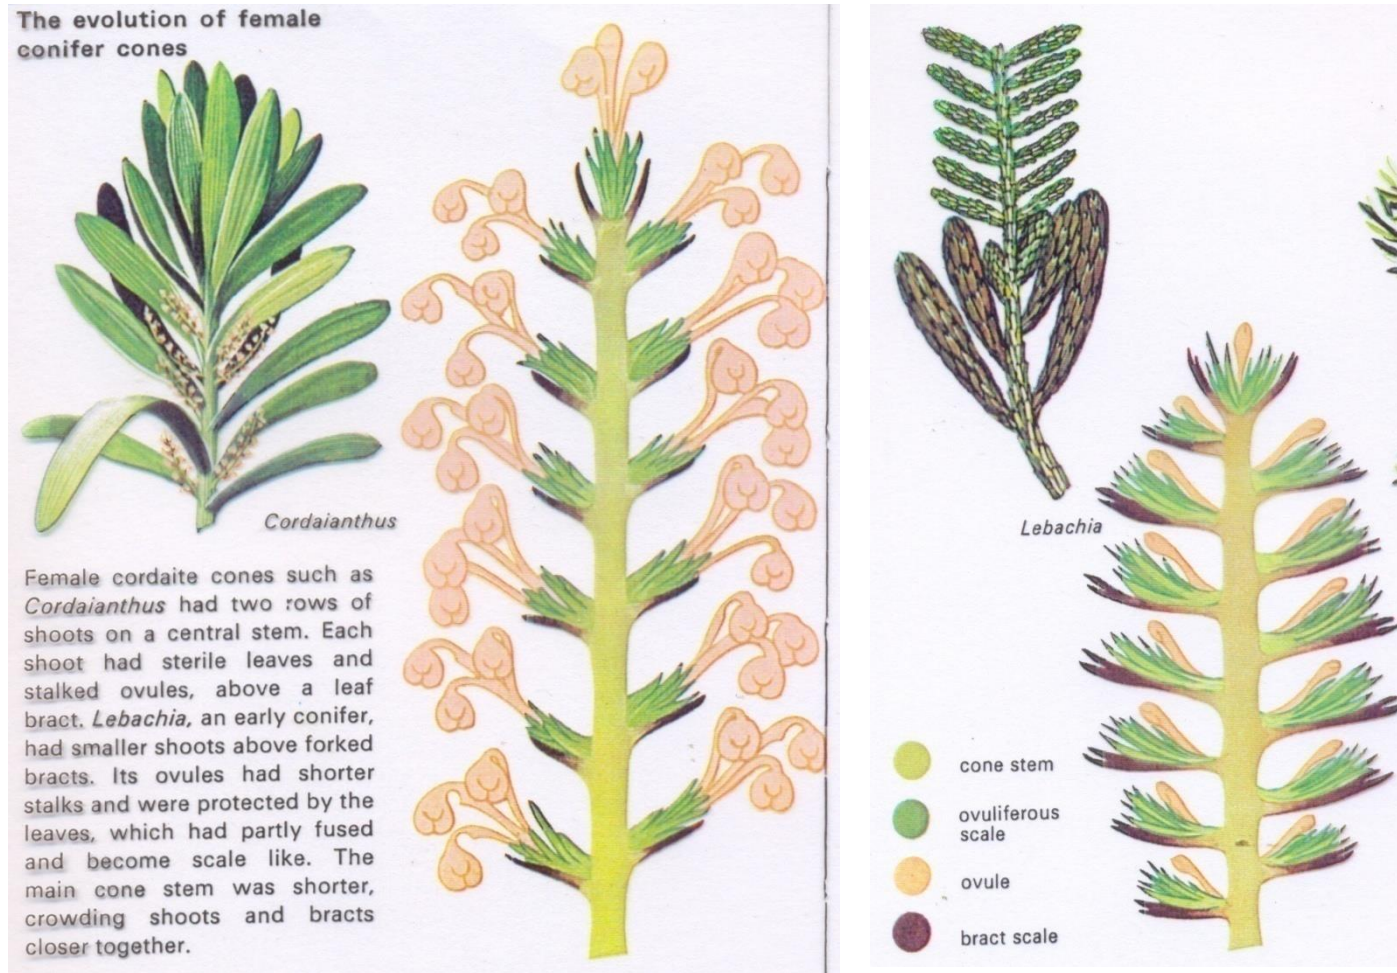 The evolution of female
conifer cones
Cordaianthus
Female cordaite cones such as
Cordaianthus had two rows of
shoots on a central stem. Each
shoot had sterile leaves and
stalked ovules, above a leaf
bract. Lebachia, an early conifer,
had smaller shoots above forked
bracts. Its ovules had shorter
stalks and were protected by the
leaves, which had partly fused
and become scale like. The
main cone stem was shorter,
crowding shoots and bracts
closer together.
Lebachia
cone stem
ovuliferous
scale
ovule
bract scale